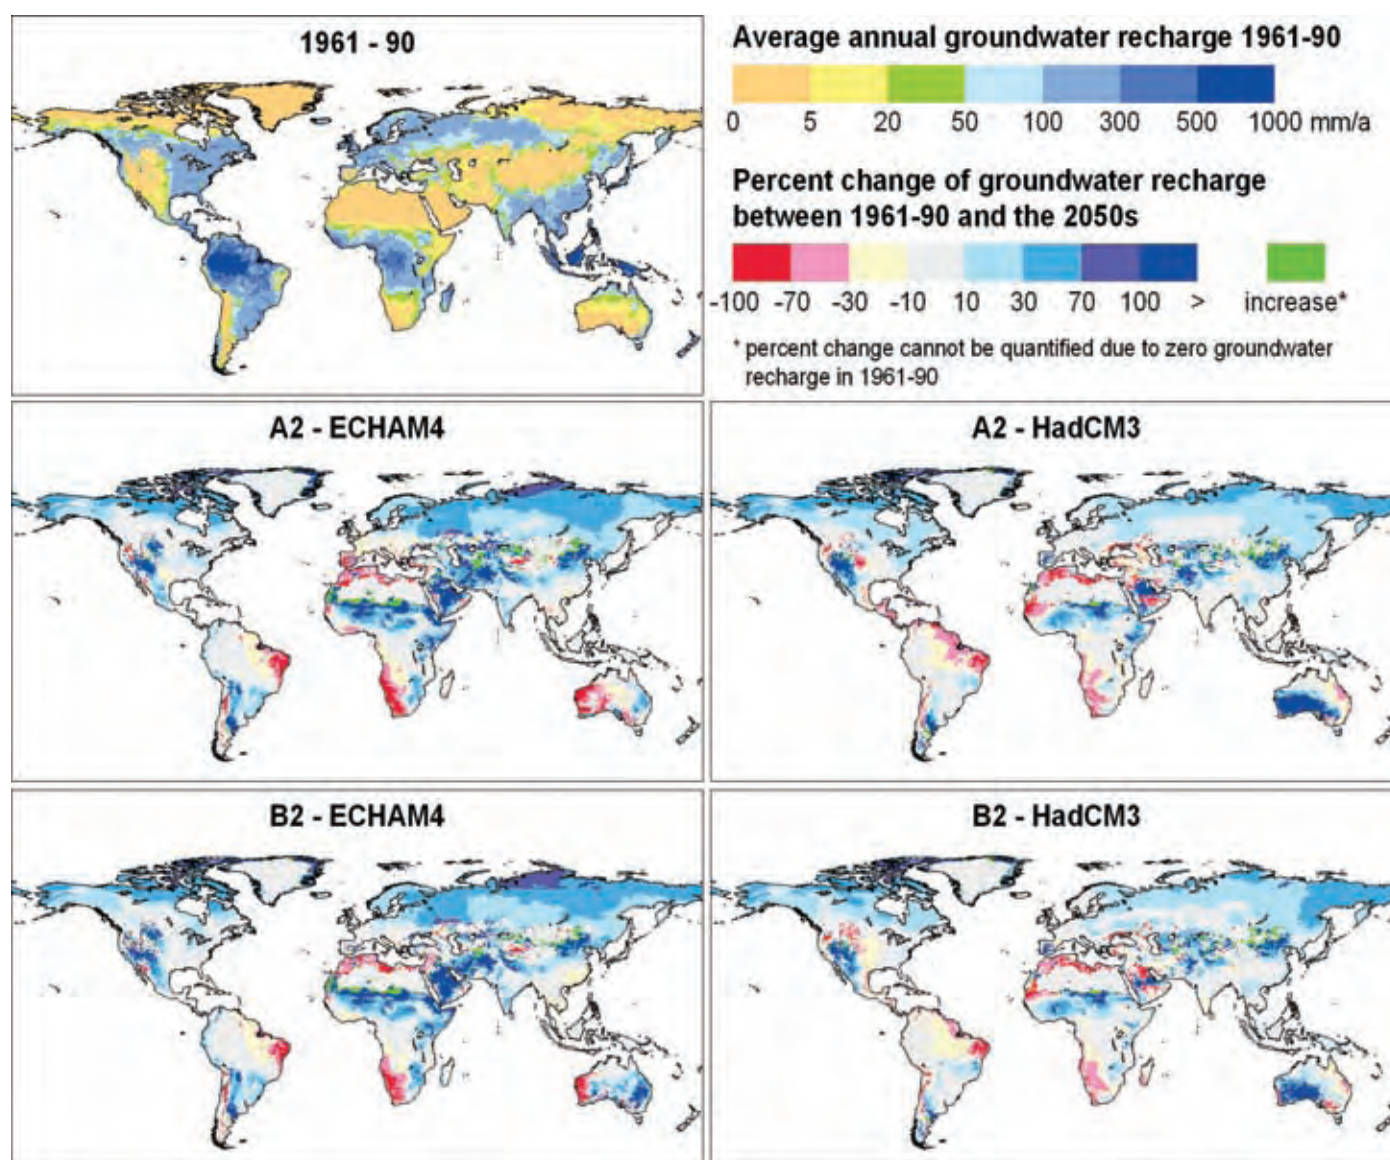 1961 - 90
Average annual groundwater recharge 1961-90
0 5 20 50 100 300 500 1000 mm/a
Percent change of groundwater recharge
between 1961-90 and the 2050s
-100 -70 -30 -10 10 30 70 100 > increase*
* percent change cannot be quantified due to zero groundwater
recharge in 1961-90
A2 - ECHAM4
A2 - HadCM3
B2 - ECHAM4
B2 - HadCM3